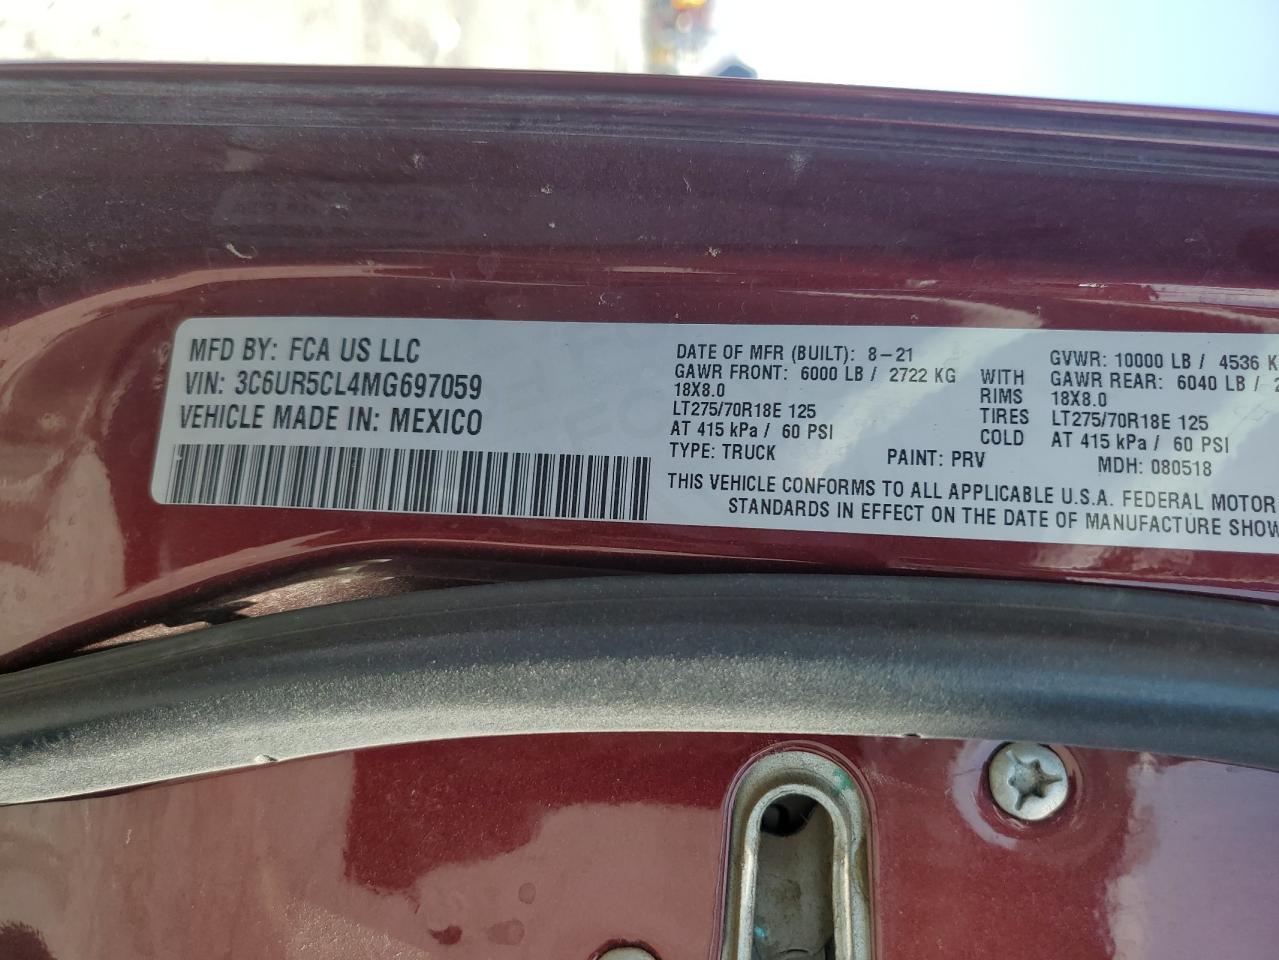 MFD BY: FCA US LLC
VIN: 3C6UR5CL4MG697059
VEHICLE MADE IN: MEXICO
DATE OF MFR (BUILT): 8-21
GAWR FRONT: 6000 LB / 2722 KG
18X8.0
LT275/70R18E 125
AT 415 kPa / 60 PSI
TYPE: TRUCK
WITH
RIMS
TIRES
COLD
GVWR: 10000 LB / 4536 K
GAWR REAR: 6040 LB / 2
18X8.0
LT275/70R18E 125
AT 415 kPa / 60 PSI
PAINT: PRV
MDH: 080518
THIS VEHICLE CONFORMS TO ALL APPLICABLE U.S.A. FEDERAL MOTOR
STANDARDS IN EFFECT ON THE DATE OF MANUFACTURE SHOW